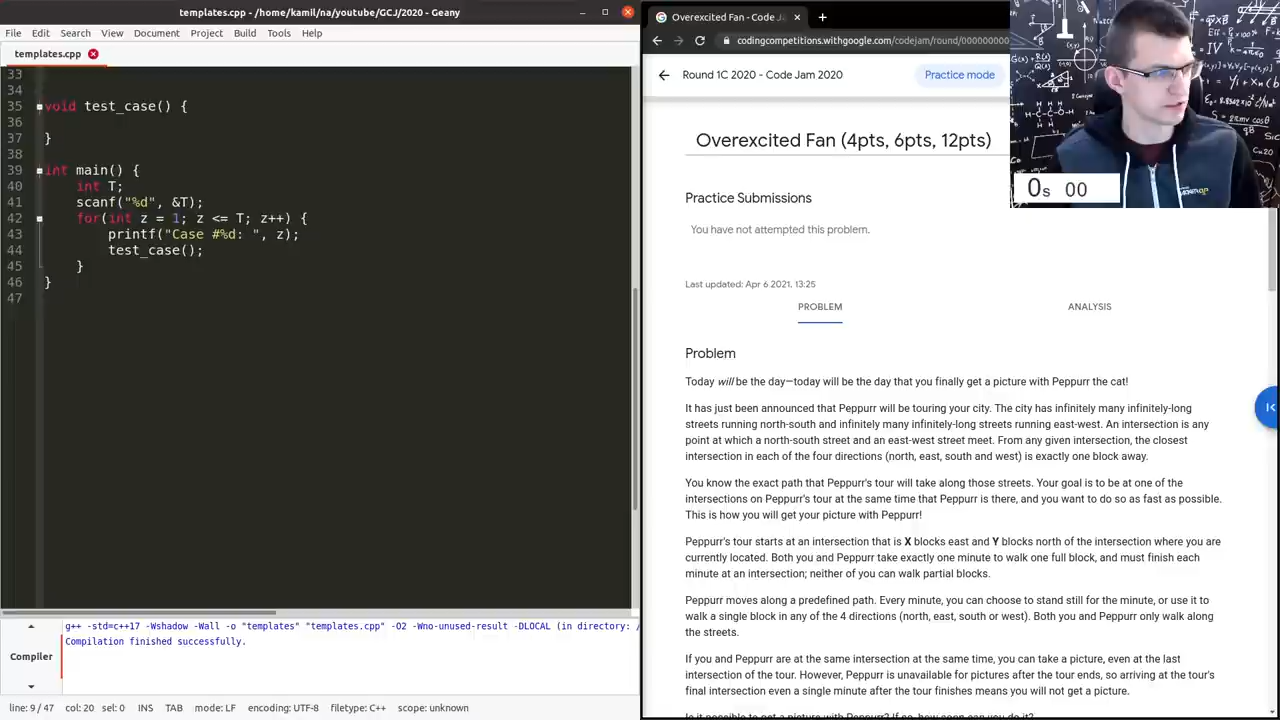 templates.cpp - /home/kamil/na/youtube/GCJ/2020 - Geany
File Edit Search View Document Project Build Tools Help
templates.cpp
33
34
35 void test_case() {
36
37 }
38
39 int main() {
40 int T;
41 scanf("%d", &T);
42 for(int z = 1; z <= T; z++) {
43 printf("Case #%d: ", z);
44 test_case();
45 }
46 }
47
Compiler
g++ -std=c++17 -Wshadow -Wall -o "templates" "templates.cpp" -O2 -Wno-unused-result -DLOCAL (in directory: /
Compilation finished successfully.
line: 9 / 47 col: 20 sel: 0 INS TAB mode: LF encoding: UTF-8 filetype: C++ scope: unknown
Overexcited Fan - Code Ja
codingcompetitions.withgoogle.com/codejam/round/000000000
Round 1C 2020 - Code Jam 2020
Practice mode
Overexcited Fan (4pts, 6pts, 12pts)
Practice Submissions
You have not attempted this problem.
Last updated: Apr 6 2021, 13:25
PROBLEM ANALYSIS
Problem
Today will be the day—today will be the day that you finally get a picture with Peppurr the cat!
It has just been announced that Peppurr will be touring your city. The city has infinitely many infinitely-long
streets running north-south and infinitely many infinitely-long streets running east-west. An intersection is any
point at which a north-south street and an east-west street meet. From any given intersection, the closest
intersection in each of the four directions (north, east, south and west) is exactly one block away.
You know the exact path that Peppurr's tour will take along those streets. Your goal is to be at one of the
intersections on Peppurr's tour at the same time that Peppurr is there, and you want to do so as fast as possible.
This is how you will get your picture with Peppurr!
Peppurr's tour starts at an intersection that is X blocks east and Y blocks north of the intersection where you are
currently located. Both you and Peppurr take exactly one minute to walk one full block, and must finish each
minute at an intersection; neither of you can walk partial blocks.
Peppurr moves along a predefined path. Every minute, you can choose to stand still for the minute, or use it to
walk a single block in any of the 4 directions (north, east, south or west). Both you and Peppurr only walk along
the streets.
If you and Peppurr are at the same intersection at the same time, you can take a picture, even at the last
intersection of the tour. However, Peppurr is unavailable for pictures after the tour ends, so arriving at the tour's
final intersection even a single minute after the tour finishes means you will not get a picture.
Is it possible to get a picture with Peppurr? If so, how soon can you do it?
0s 00